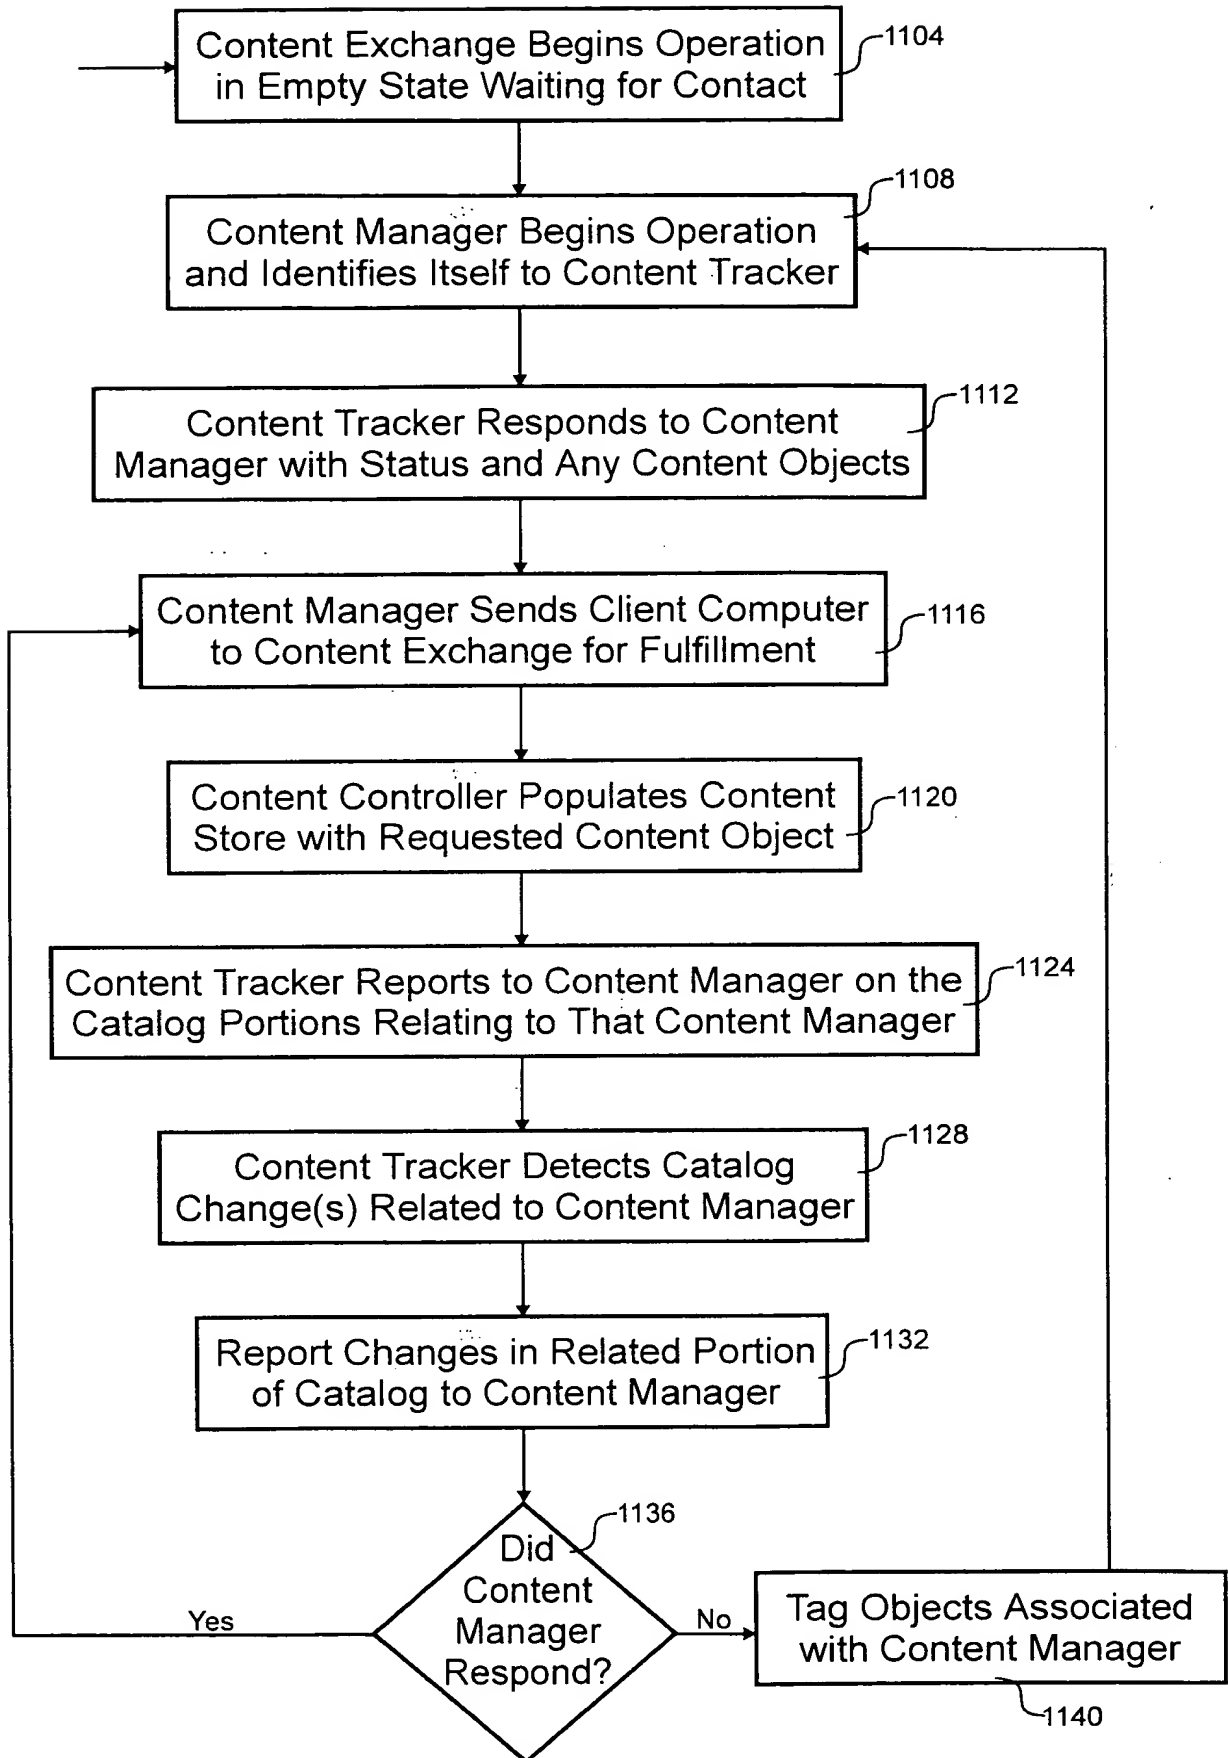 Content Exchange Begins Operation
in Empty State Waiting for Contact
1104
1108
Content Manager Begins Operation
and Identifies Itself to Content Tracker
1112
Content Tracker Responds to Content
Manager with Status and Any Content Objects
Content Manager Sends Client Computer
to Content Exchange for Fulfillment
1116
Content Controller Populates Content
Store with Requested Content Object
1120
Content Tracker Reports to Content Manager on the
Catalog Portions Relating to That Content Manager
1124
1128
Content Tracker Detects Catalog
Change(s) Related to Content Manager
Report Changes in Related Portion
of Catalog to Content Manager
1132
1136
Did
Content
Manager
Respond?
Yes
No
Tag Objects Associated
with Content Manager
1140